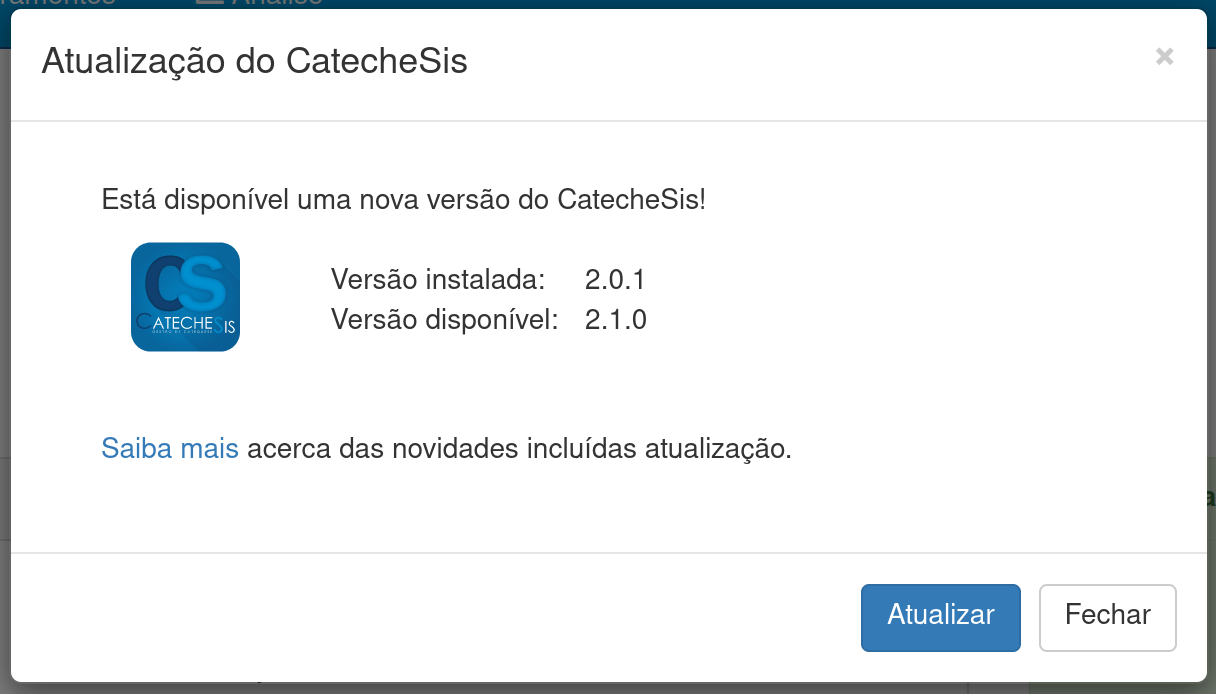 Análise
Atualização do CatecheSis
×
Está disponível uma nova versão do CatecheSis!
CS
CATECHESIS
Versão instalada: 2.0.1
Versão disponível: 2.1.0
Saiba mais acerca das novidades incluídas atualização.
Atualizar Fechar